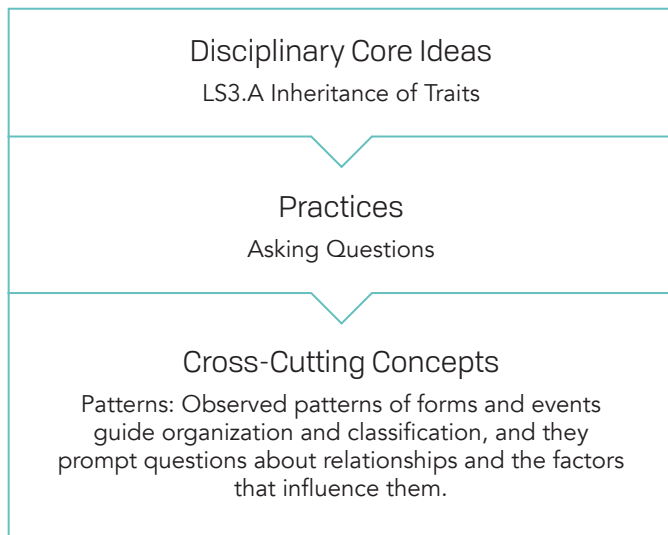 Disciplinary Core Ideas
LS3.A Inheritance of Traits
Practices
Asking Questions
Cross-Cutting Concepts
Patterns: Observed patterns of forms and events
guide organization and classification, and they
prompt questions about relationships and the factors
that influence them.